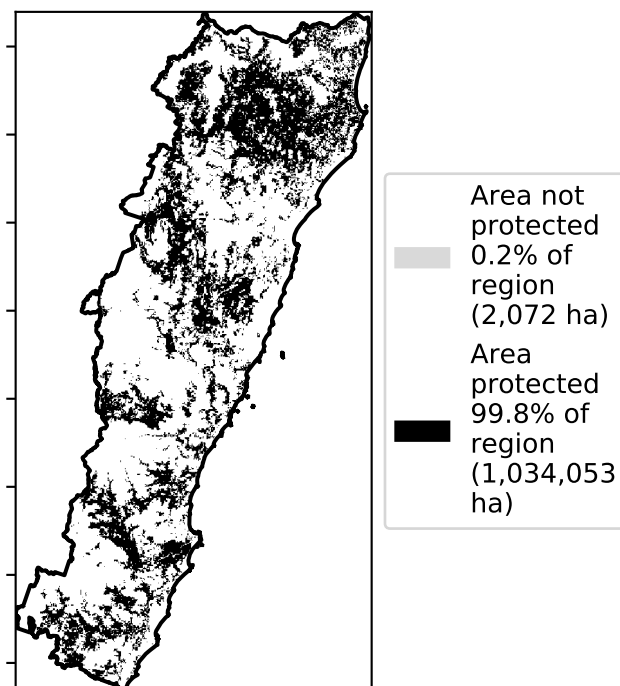 Area not
protected
0.2% of
region
(2,072 ha)
Area
protected
99.8% of
region
(1,034,053
ha)